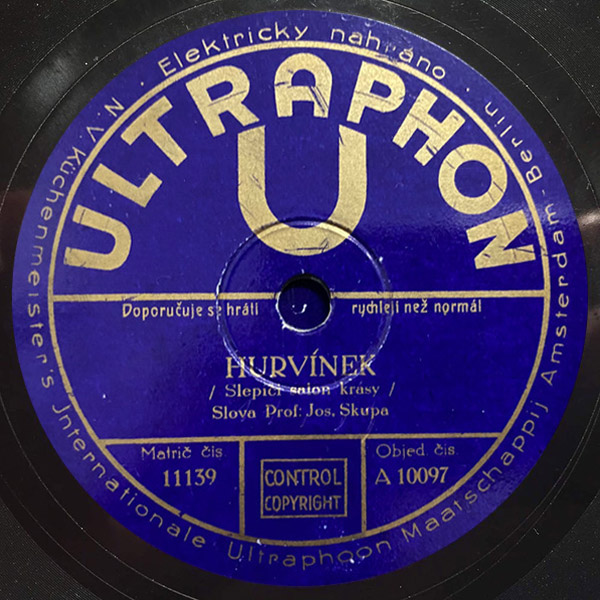 N. V. Küchenmeister's Jnternationale Ultraphoon Maatschappij Amsterdam-Berlin
Elektricky nahráno
ULTRAPHON
U
Doporučuje se hráti rychleji než normál
HURVÍNEK
/ Slepičí salon krásy /
Slova Prof: Jos. Skupa
Matrič čís.
11139
CONTROL
COPYRIGHT
Objed. čís.
A 10097